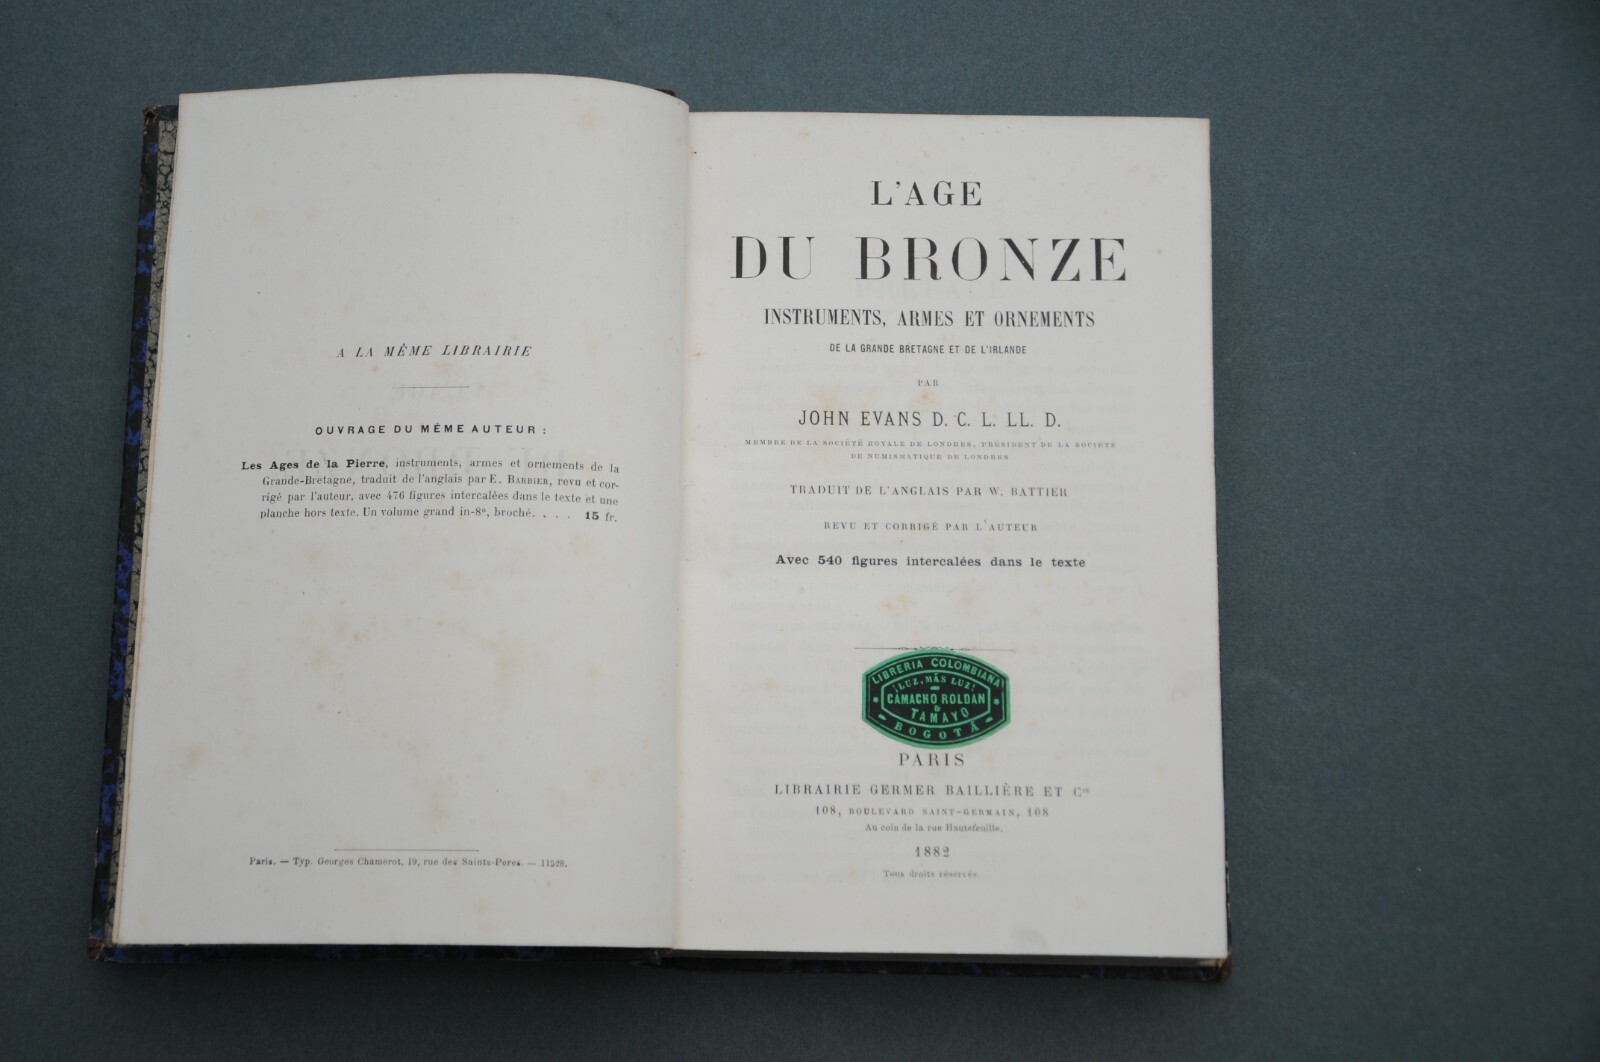 A LA MÊME LIBRAIRIE
OUVRAGE DU MÊME AUTEUR :
Les Ages de la Pierre, instruments, armes et ornements de la
Grande-Bretagne, traduit de l'anglais par E. BARBIER, revu et cor-
rigé par l'auteur, avec 476 figures intercalées dans le texte et une
planche hors texte. Un volume grand in-8º, broché. . . . 15 fr.
Paris. — Typ. Georges Chamerot, 19, rue des Saints-Peres. — 11528.
L'AGE
DU BRONZE
INSTRUMENTS, ARMES ET ORNEMENTS
DE LA GRANDE BRETAGNE ET DE L'IRLANDE
PAR
JOHN EVANS D. C. L. LL. D.
MEMBRE DE LA SOCIÉTÉ ROYALE DE LONDRES, PRÉSIDENT DE LA SOCIÉTÉ
DE NUMISMATIQUE DE LONDRES
TRADUIT DE L'ANGLAIS PAR W. BATTIER
REVU ET CORRIGÉ PAR L'AUTEUR
Avec 540 figures intercalées dans le texte
LIBRERIA COLOMBIANA
¡LUZ, MÁS LUZ!
CAMACHO ROLDAN
&
TAMAYO
BOGOTÁ
PARIS
LIBRAIRIE GERMER BAILLIÈRE ET Cie
108, BOULEVARD SAINT-GERMAIN, 108
Au coin de la rue Hautefeuille.
1882
Tous droits réservés.